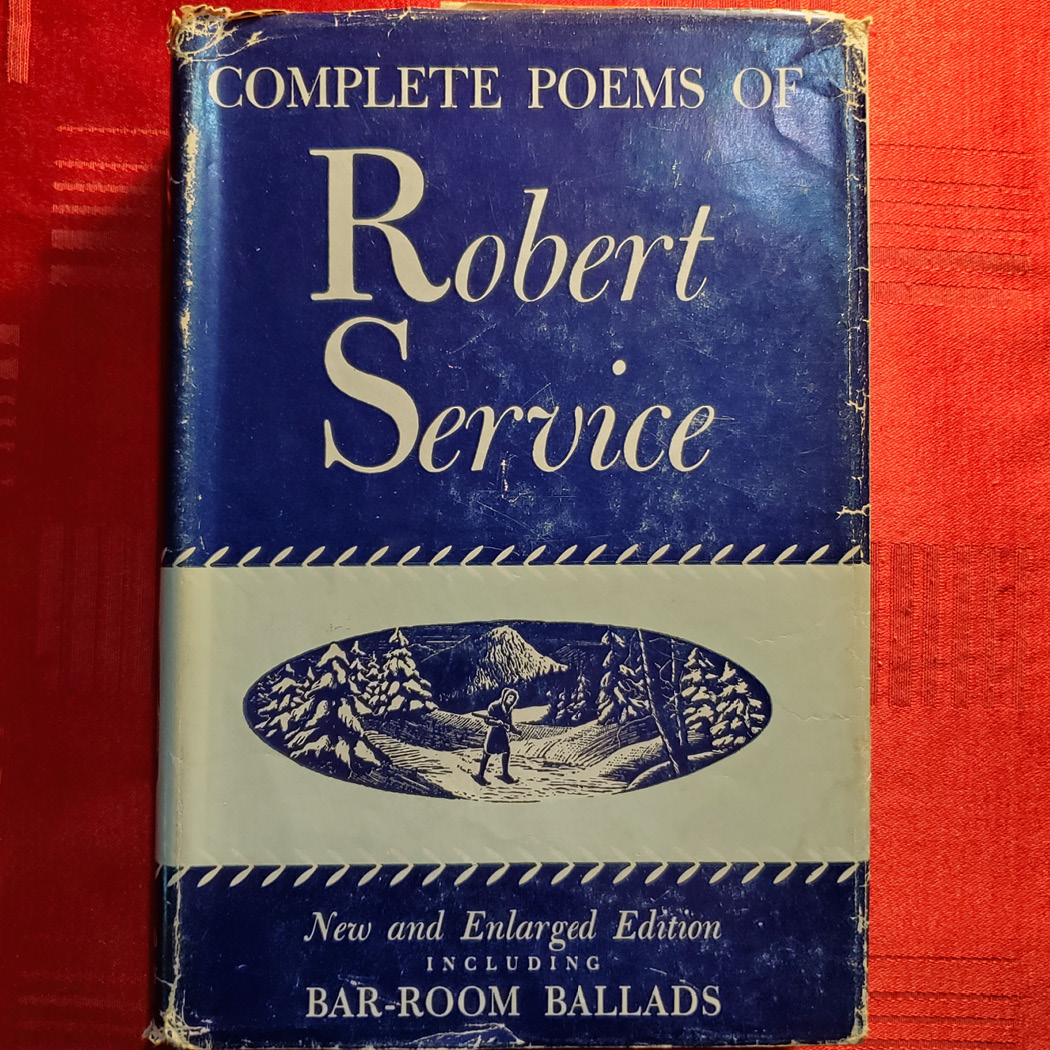 COMPLETE POEMS OF
Robert
Service
New and Enlarged Edition
INCLUDING
BAR-ROOM BALLADS